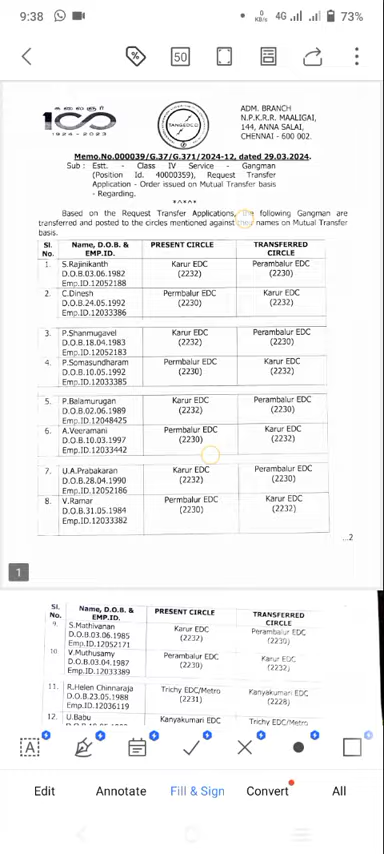 9:38
0 KB/s 4G 73%
50
கலைஞர்
100
1924-2023
TANGEDCO
ADM. BRANCH
N.P.K.R.R. MAALIGAI,
144, ANNA SALAI,
CHENNAI - 600 002.
Memo.No.000039/G.37/G.371/2024-12, dated 29.03.2024.
Sub : Estt. - Class IV Service - Gangman
(Position Id. 40000359), Request Transfer
Application - Order issued on Mutual Transfer basis
- Regarding.
*^*^*
Based on the Request Transfer Applications, the following Gangman are
transferred and posted to the circles mentioned against their names on Mutual Transfer
basis.
Sl. No. Name, D.O.B. & EMP.ID. PRESENT CIRCLE TRANSFERRED CIRCLE
1. S.Rajinikanth Karur EDC Perambalur EDC
D.O.B.03.06.1982 (2232) (2230)
Emp.ID.12052188
2. C.Dinesh Permbalur EDC Karur EDC
D.O.B.24.05.1992 (2230) (2232)
Emp.ID.12033386
3. P.Shanmugavel Karur EDC Perambalur EDC
D.O.B.18.04.1983 (2232) (2230)
Emp.ID.12052183
4. P.Somasundharam Permbalur EDC Karur EDC
D.O.B.10.05.1992 (2230) (2232)
Emp.ID.12033385
5. P.Balamurugan Karur EDC Perambalur EDC
D.O.B.02.06.1989 (2232) (2230)
Emp.ID.12048425
6. A.Veeramani Permbalur EDC Karur EDC
D.O.B.10.03.1997 (2230) (2232)
Emp.ID.12033442
7. U.A.Prabakaran Karur EDC Perambalur EDC
D.O.B.28.04.1990 (2232) (2230)
Emp.ID.12052186
8. V.Ramar Permbalur EDC Karur EDC
D.O.B.31.05.1984 (2230) (2232)
Emp.ID.12033382
...2
1
Sl. No. Name, D.O.B. & EMP.ID. PRESENT CIRCLE TRANSFERRED CIRCLE
9. S.Mathivanan Karur EDC Perambalur EDC
D.O.B.03.06.1985 (2232) (2230)
Emp.ID.12052171
10. V.Muthusamy Perambalur EDC Karur EDC
D.O.B.03.04.1987 (2230) (2232)
Emp.ID.12033389
11. R.Helen Chinnaraja Trichy EDC/Metro Kanyakumari EDC
D.O.B.23.05.1988 (2231) (2228)
Emp.ID.12036119
12. U.Babu Kanyakumari EDC Trichy EDC/Metro
Edit Annotate Fill & Sign Convert All